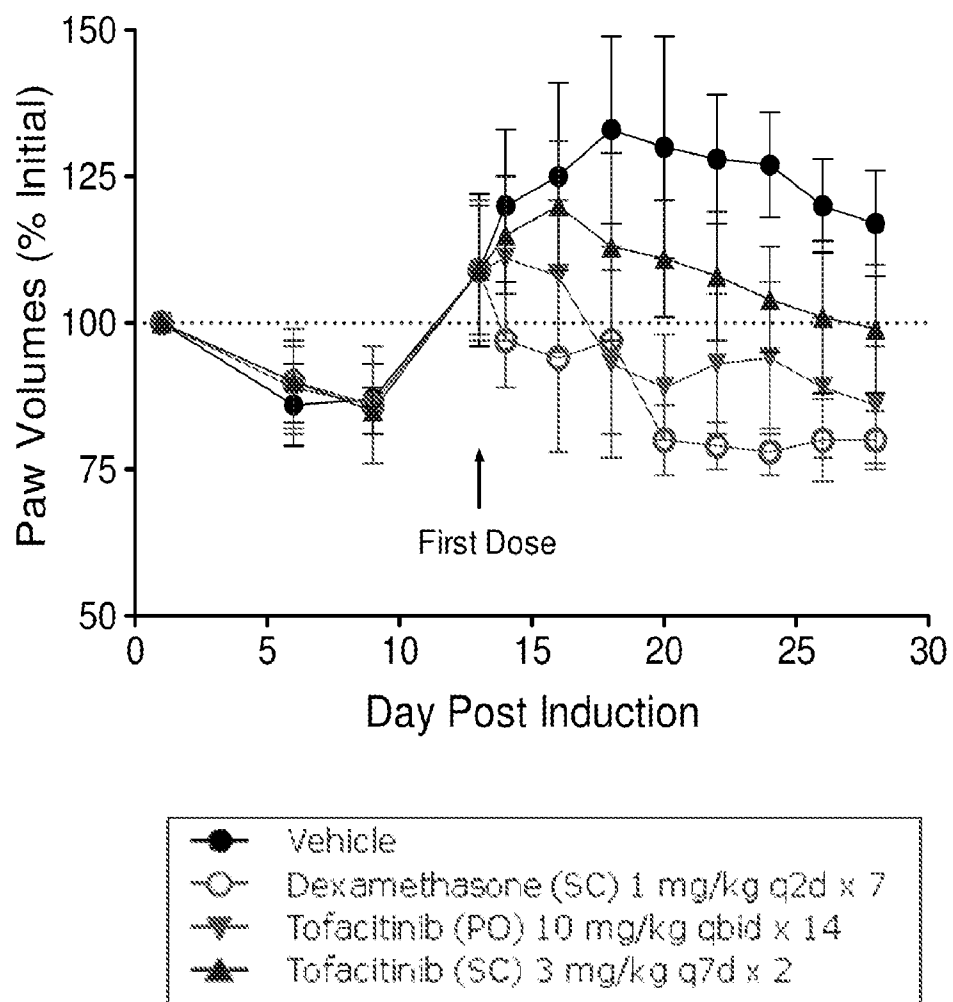 Paw Volumes (% Initial)
150
125
100
75
50
First Dose
0 5 10 15 20 25 30
Day Post Induction
Vehicle
Dexamethasone (SC) 1 mg/kg q2d x 7
Tofacitinib (PO) 10 mg/kg qbid x 14
Tofacitinib (SC) 3 mg/kg q7d x 2